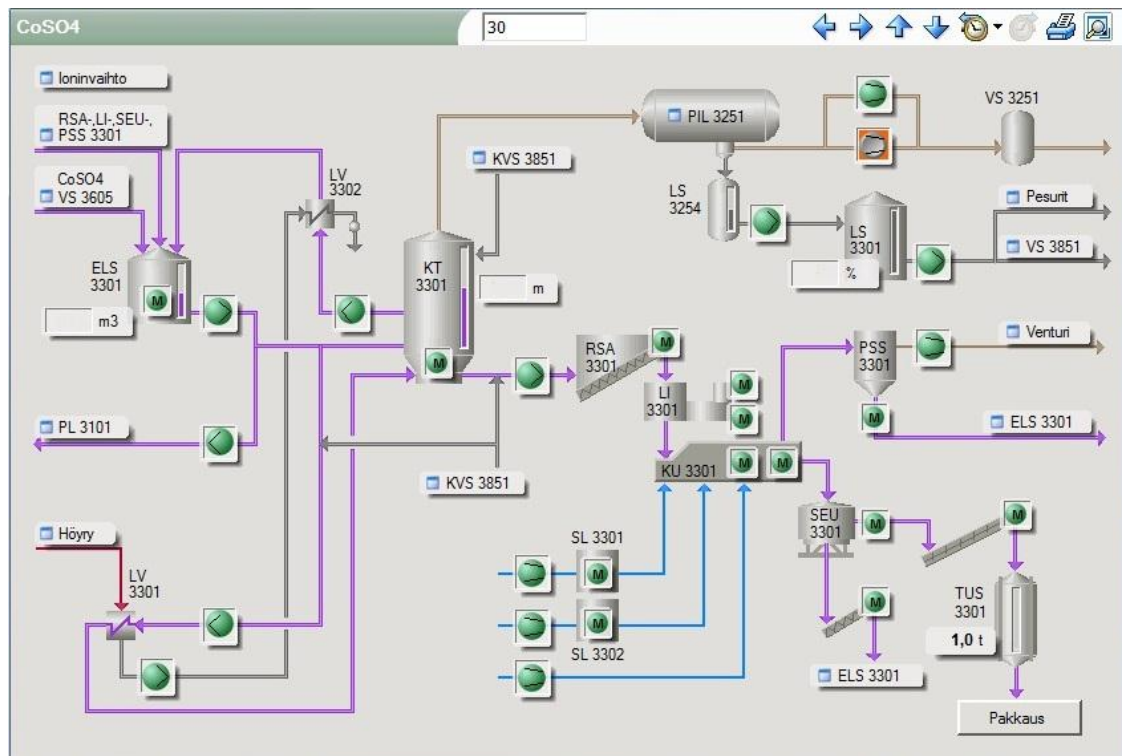 CoSO4
30
Ioninvaihto
RSA-,LI-,SEU-,
PSS 3301
CoSO4
VS 3605
ELS
3301
M
m3
PL 3101
Höyry
LV
3301
LV
3302
KVS 3851
KT
3301
m
M
KVS 3851
PIL 3251
VS 3251
LS
3254
LS
3301
%
Pesurit
VS 3851
RSA
3301
M
LI
3301
M
M
KU 3301
M
M
PSS
3301
M
Venturi
ELS 3301
SEU
3301
M
M
SL 3301
M
M
SL 3302
M
ELS 3301
TUS
3301
1,0 t
Pakkaus